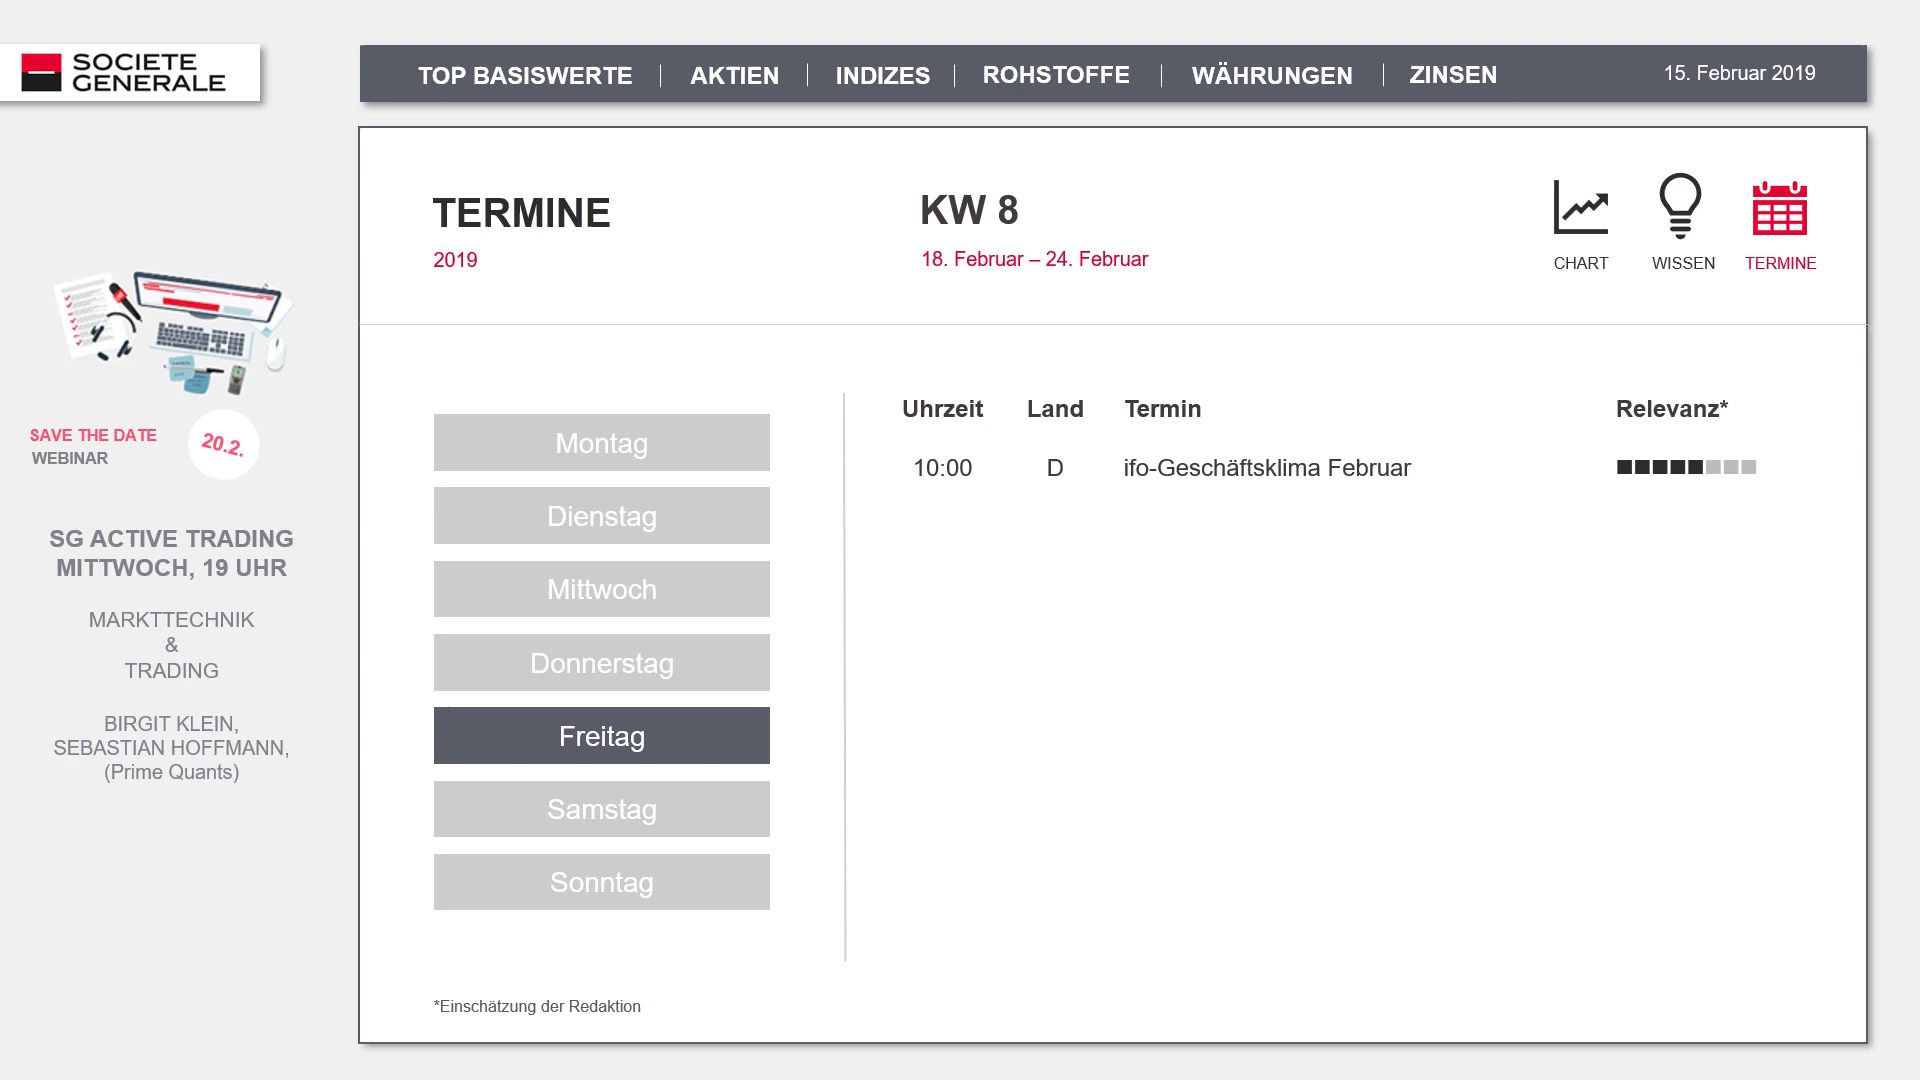 SOCIETE
GENERALE
TOP BASISWERTE
AKTIEN
INDIZES
ROHSTOFFE
WÄHRUNGEN
ZINSEN
15. Februar 2019
TERMINE
2019
KW 8
18. Februar – 24. Februar
CHART
WISSEN
TERMINE
SAVE THE DATE
WEBINAR
20.2.
SG ACTIVE TRADING
MITTWOCH, 19 UHR
MARKTTECHNIK
&
TRADING
BIRGIT KLEIN,
SEBASTIAN HOFFMANN,
(Prime Quants)
Montag
Dienstag
Mittwoch
Donnerstag
Freitag
Samstag
Sonntag
Uhrzeit Land Termin Relevanz*
10:00 D ifo-Geschäftsklima Februar
*Einschätzung der Redaktion